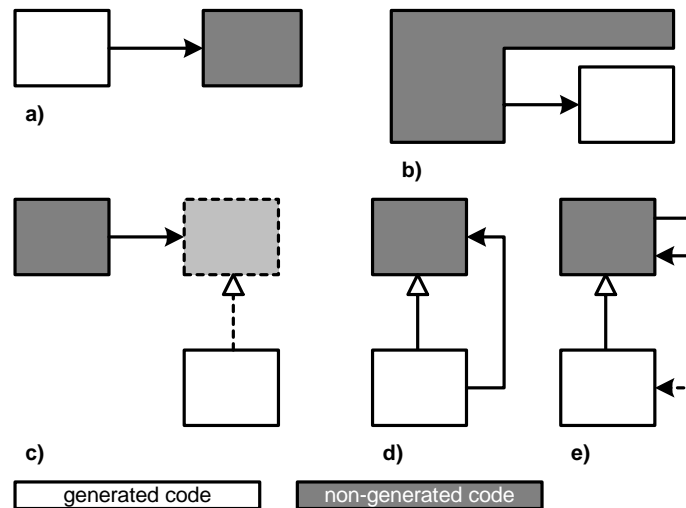 a)
b)
c)
d)
e)
generated code
non-generated code